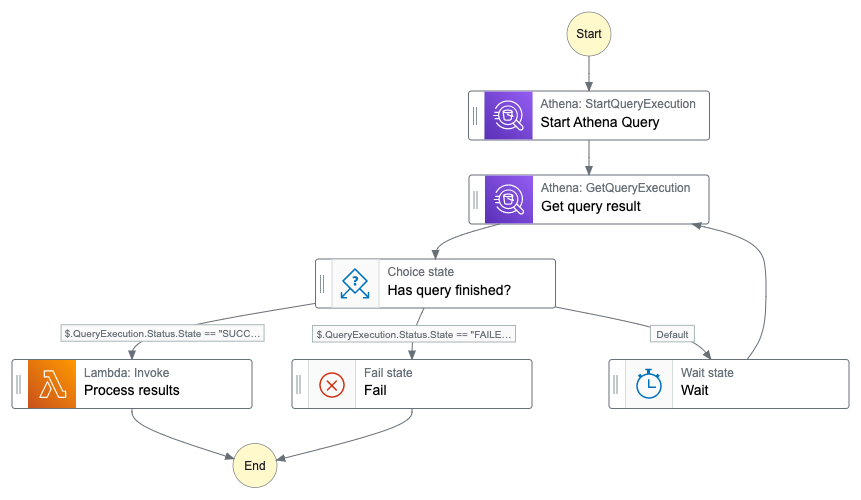 Start
Athena: StartQueryExecution
Start Athena Query
Athena: GetQueryExecution
Get query result
Choice state
Has query finished?
$.QueryExecution.Status.State == "SUCC...
$.QueryExecution.Status.State == "FAILE...
Default
Lambda: Invoke
Process results
Fail state
Fail
Wait state
Wait
End